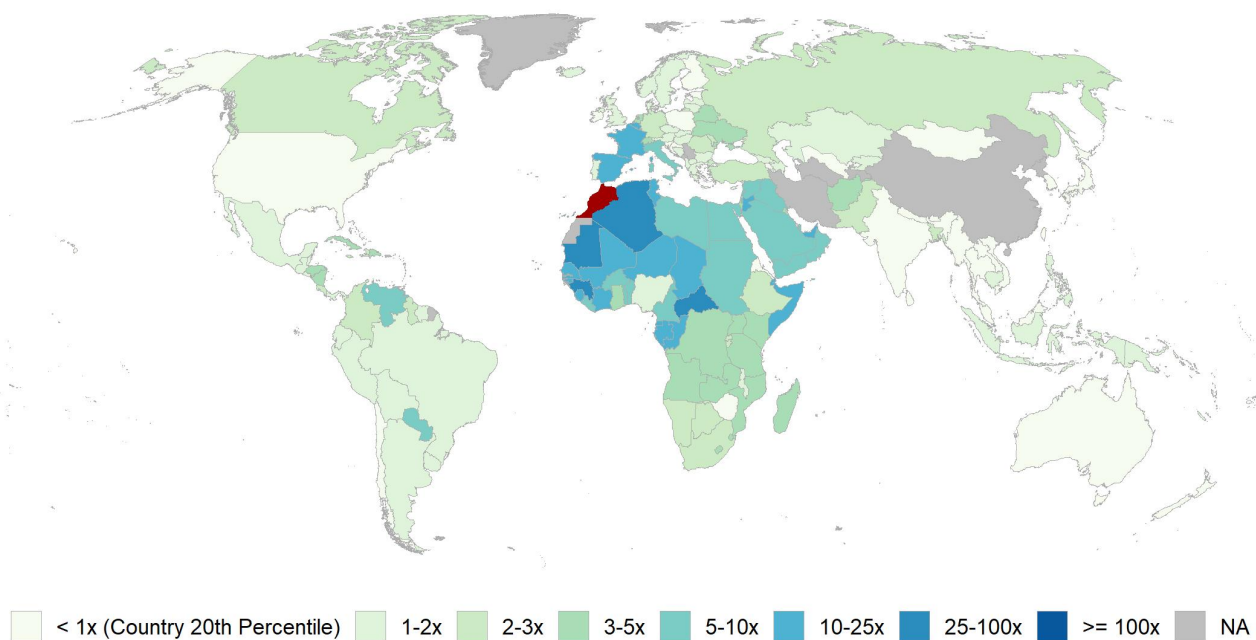 < 1x (Country 20th Percentile) 1-2x 2-3x 3-5x 5-10x 10-25x 25-100x >= 100x NA